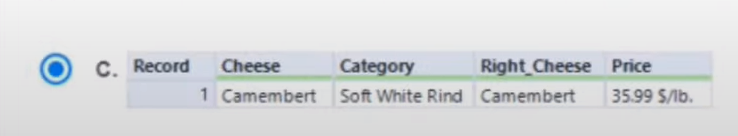 C. Record Cheese Category Right_Cheese Price
1 Camembert Soft White Rind Camembert 35.99 $/lb.